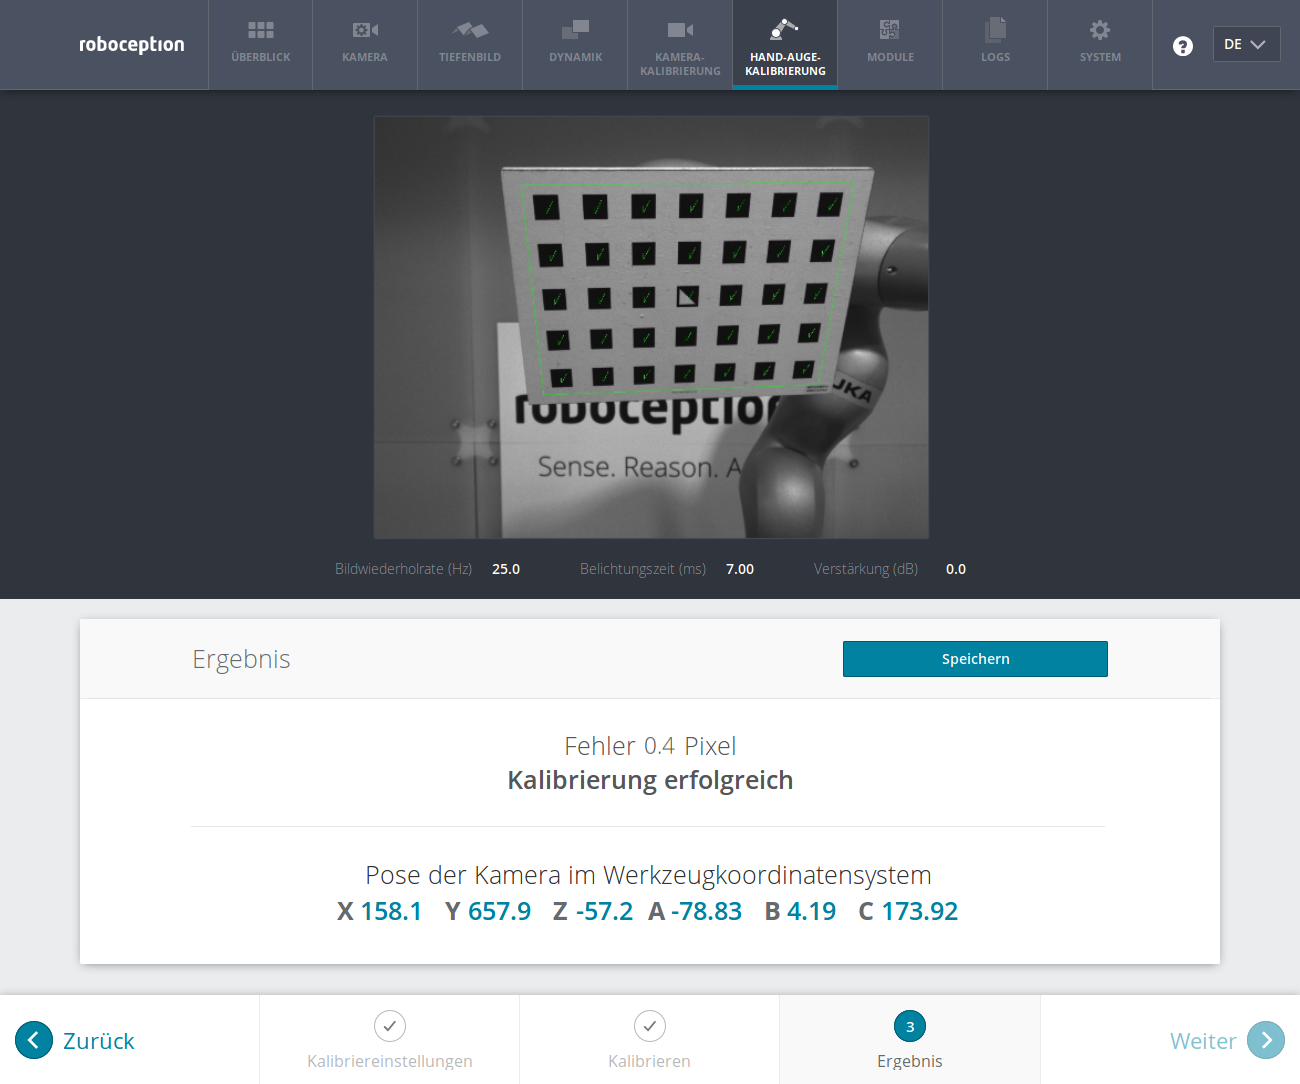 roboception
ÜBERBLICK
KAMERA
TIEFENBILD
DYNAMIK
KAMERA-
KALIBRIERUNG
HAND-AUGE-
KALIBRIERUNG
MODULE
LOGS
SYSTEM
?
DE
UKA
roboception
Sense. Reason. A
Bildwiederholrate (Hz) 25.0 Belichtungszeit (ms) 7.00 Verstärkung (dB) 0.0
Ergebnis
Speichern
Fehler 0.4 Pixel
Kalibrierung erfolgreich
Pose der Kamera im Werkzeugkoordinatensystem
X 158.1 Y 657.9 Z -57.2 A -78.83 B 4.19 C 173.92
Zurück
Kalibriereinstellungen
Kalibrieren
3
Ergebnis
Weiter